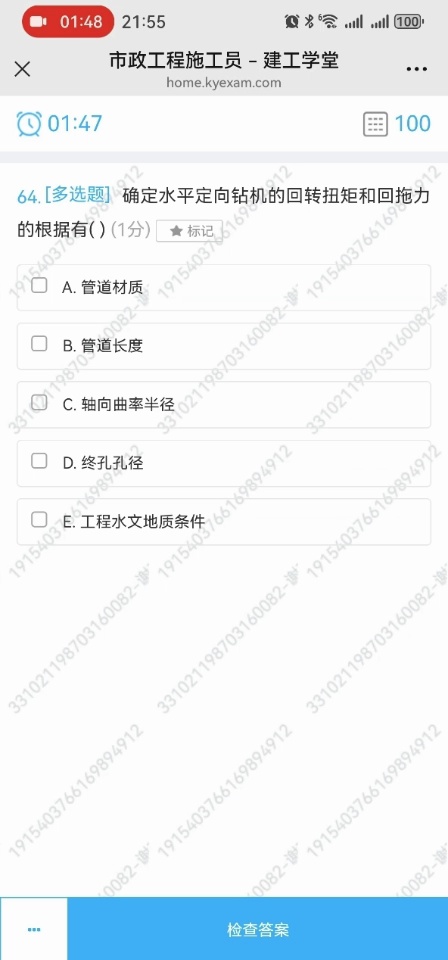 01:48 21:55 100
市政工程施工员 – 建工学堂
home.kyexam.com
01:47 100
64. [多选题] 确定水平定向钻机的回转扭矩和回拖力
的根据有( ) (1分) ★ 标记
A. 管道材质
B. 管道长度
C. 轴向曲率半径
D. 终孔孔径
E. 工程水文地质条件
1915403766169894912
331021198703160082-谢
检查答案